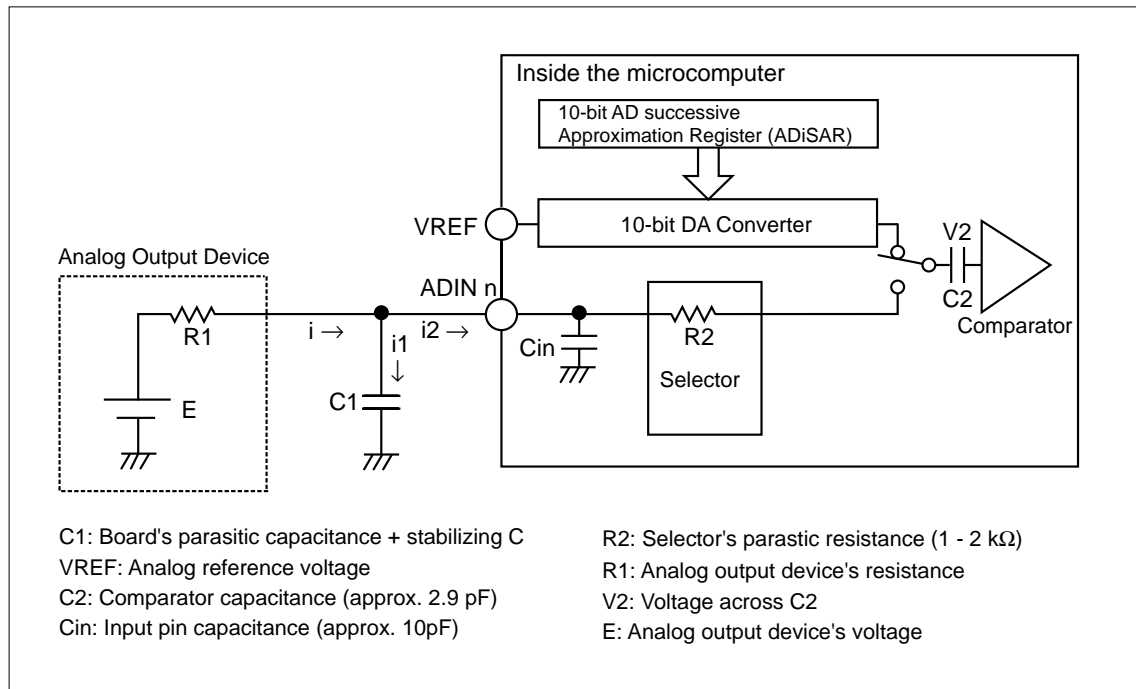 Inside the microcomputer
10-bit AD successive
Approximation Register (ADiSAR)
VREF
10-bit DA Converter
V2
C2
Comparator
Analog Output Device
ADIN n
R1
i →
i1
↓
i2 →
Cin
R2
Selector
E
C1
C1: Board's parasitic capacitance + stabilizing C
VREF: Analog reference voltage
C2: Comparator capacitance (approx. 2.9 pF)
Cin: Input pin capacitance (approx. 10pF)
R2: Selector's parastic resistance (1 - 2 kΩ)
R1: Analog output device's resistance
V2: Voltage across C2
E: Analog output device's voltage